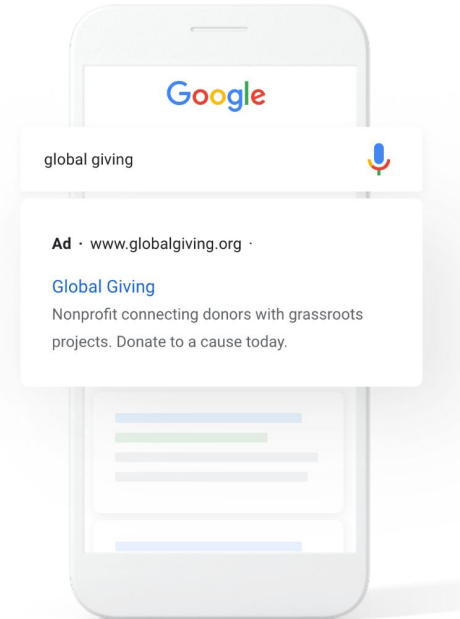 Google
global giving
Ad · www.globalgiving.org ·
Global Giving
Nonprofit connecting donors with grassroots
projects. Donate to a cause today.